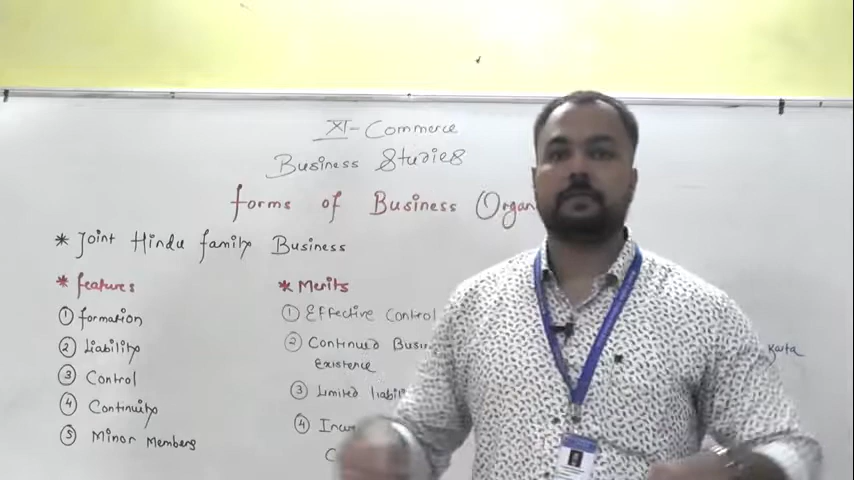 XI-Commerce
Business Studies
forms of Business Organ
* Joint Hindu family Business
* features
① formation
② Liability
③ Control
④ Continuity
⑤ Minor Members
* Merits
① Effective Control
② Continued Busi
Existence
③ Limited liabili
④ Incr
C
Karta